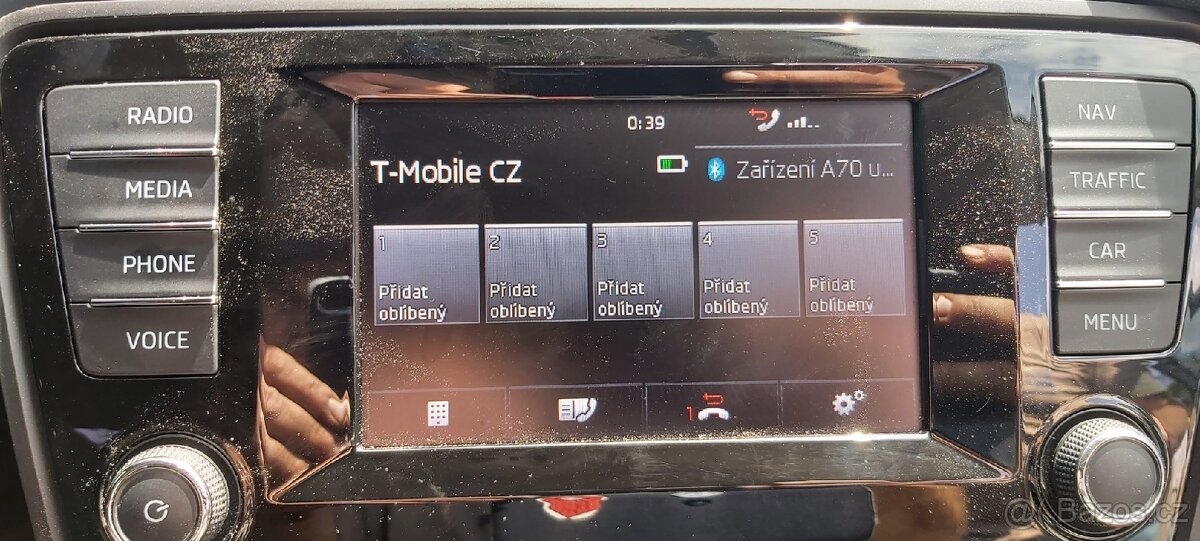 RADIO
MEDIA
PHONE
VOICE
0:39
T-Mobile CZ
Zařízení A70 u...
1
Přidat
oblíbený
2
Přidat
oblíbený
3
Přidat
oblíbený
4
Přidat
oblíbený
5
Přidat
oblíbený
1
NAV
TRAFFIC
CAR
MENU
@ Bazos.cz